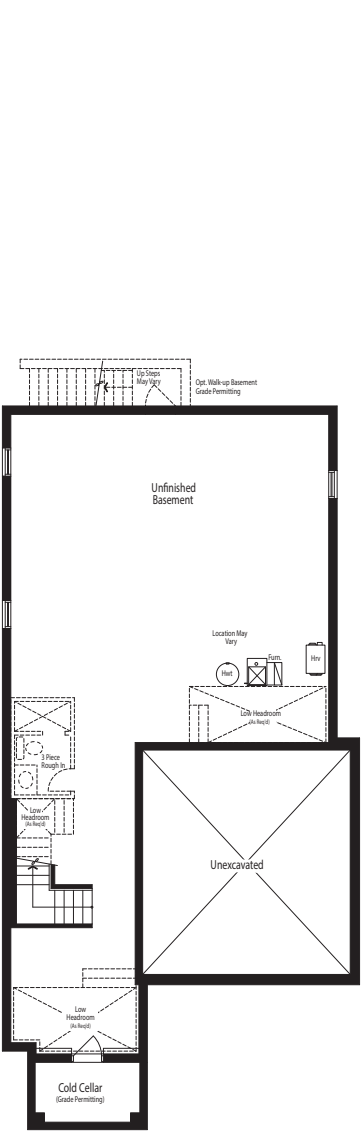 Up Steps
May Vary
Opt. Walk-up Basement
Grade Permitting
Unfinished
Basement
Location May
Vary
Furn.
Hwt
Hrv
Low Headroom
(As Req'd)
3 Piece
Rough In
Low
Headroom
(As Req'd)
Unexcavated
Low
Headroom
(As Req'd)
Cold Cellar
(Grade Permitting)